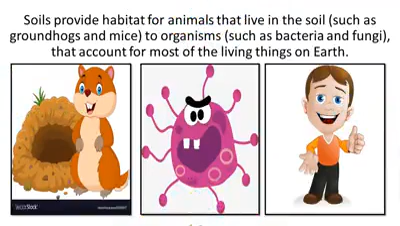 Soils provide habitat for animals that live in the soil (such as
groundhogs and mice) to organisms (such as bacteria and fungi),
that account for most of the living things on Earth.
VectorStock